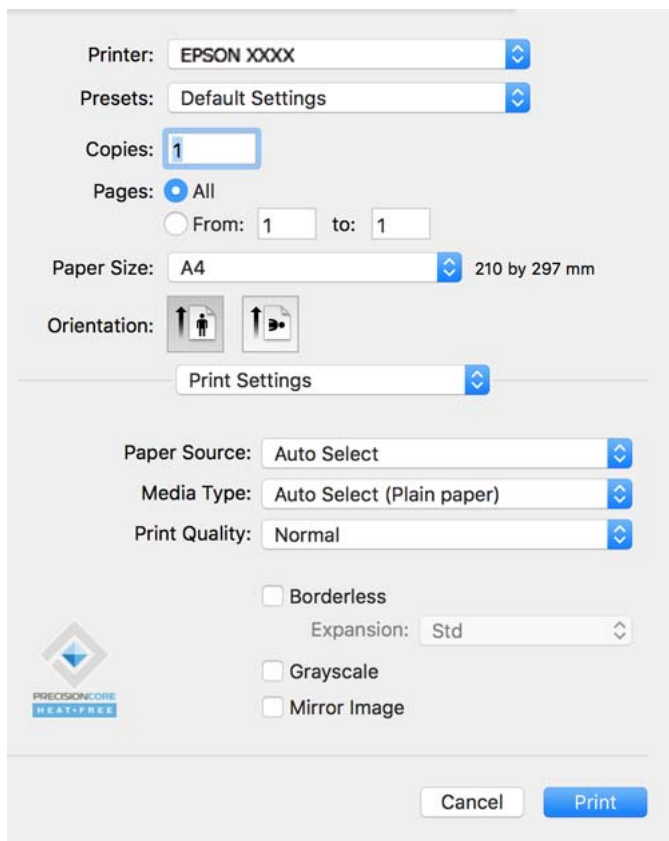 Printer: EPSON XXXX
Presets: Default Settings
Copies: 1
Pages: All
From: 1 to: 1
Paper Size: A4 210 by 297 mm
Orientation:
Print Settings
Paper Source: Auto Select
Media Type: Auto Select (Plain paper)
Print Quality: Normal
Borderless
Expansion: Std
Grayscale
PRECISIONCORE
HEAT•FREE
Mirror Image
Cancel Print